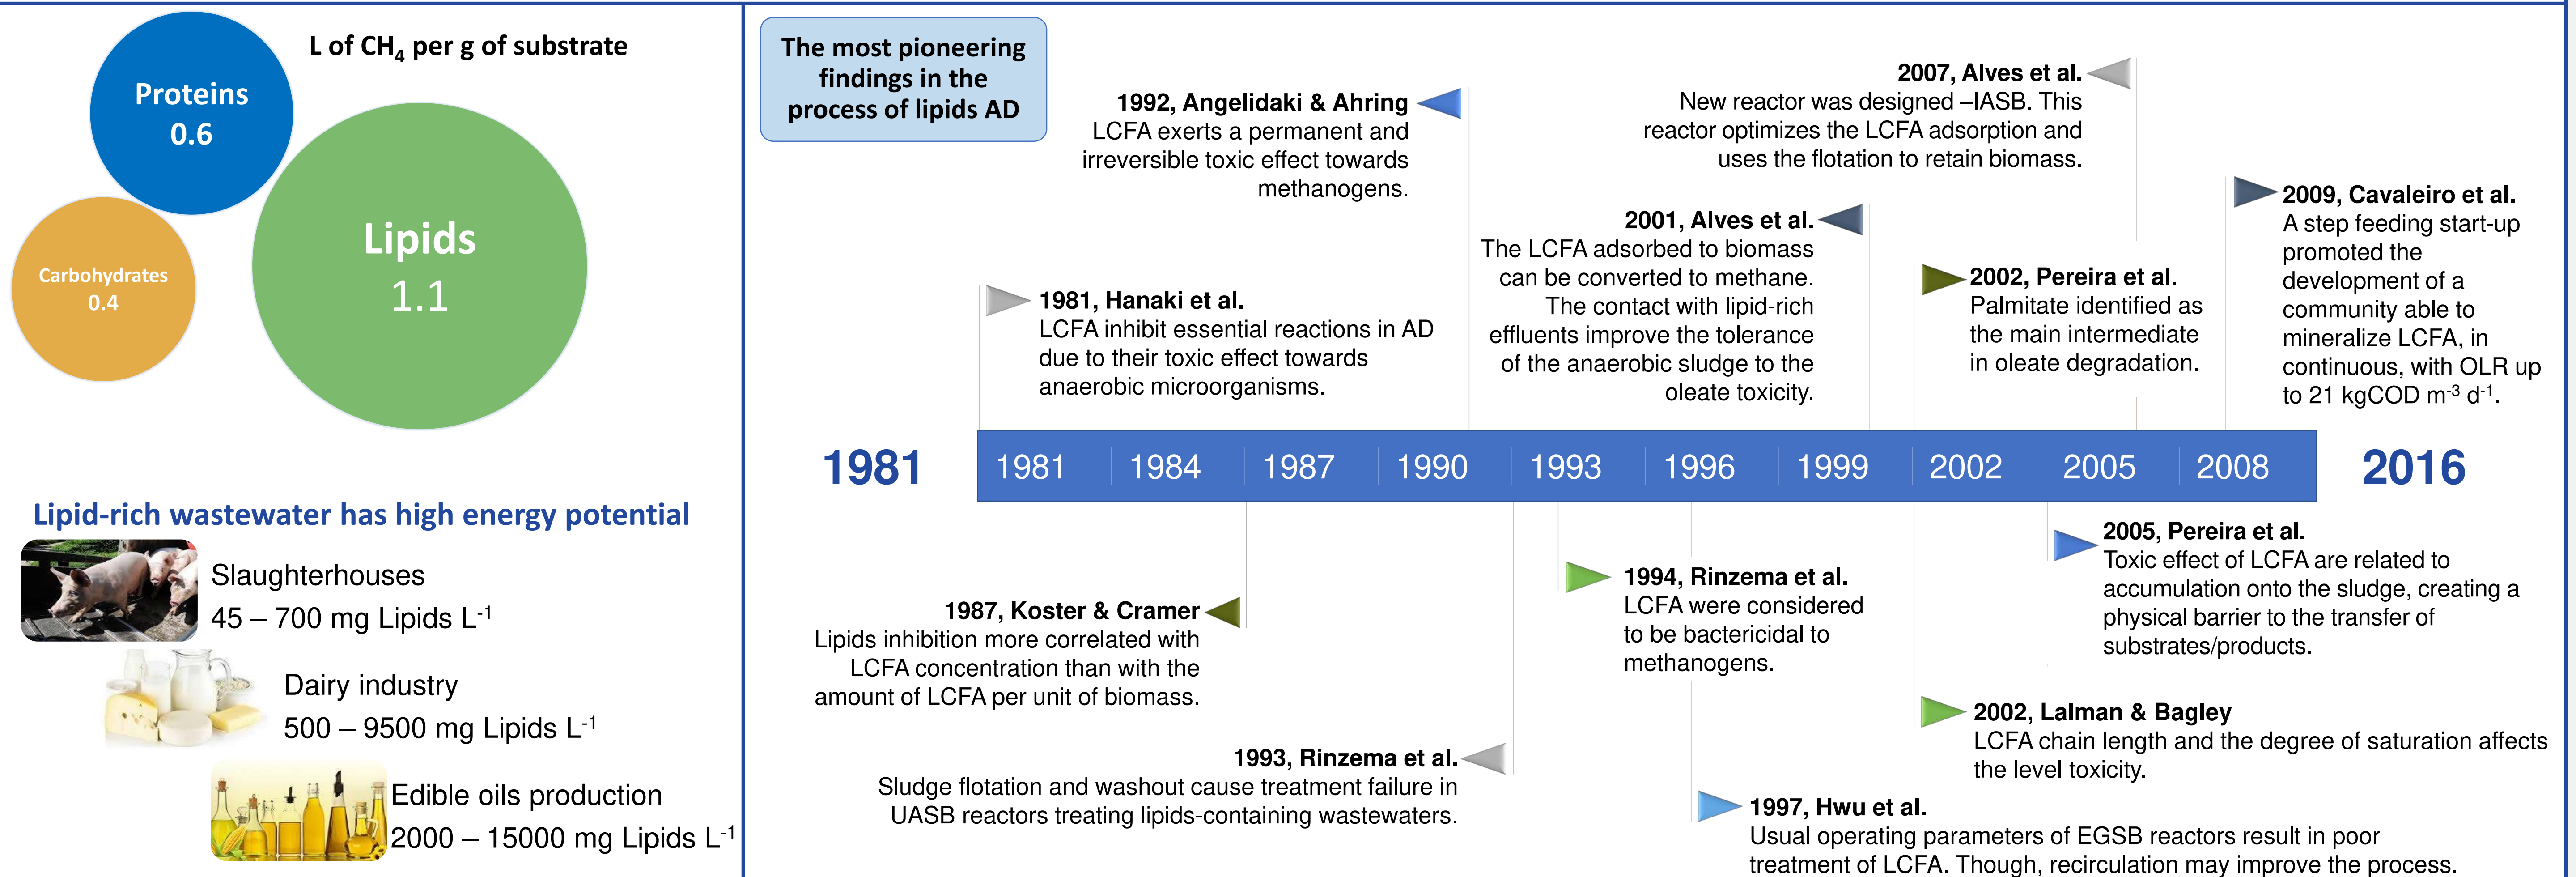 L of CH₄ per g of substrate
Proteins
0.6
Lipids
1.1
Carbohydrates
0.4
Lipid-rich wastewater has high energy potential
Slaughterhouses
45 – 700 mg Lipids L⁻¹
Dairy industry
500 – 9500 mg Lipids L⁻¹
Edible oils production
2000 – 15000 mg Lipids L⁻¹
The most pioneering
findings in the
process of lipids AD
1981, Hanaki et al.
LCFA inhibit essential reactions in AD
due to their toxic effect towards
anaerobic microorganisms.
1992, Angelidaki & Ahring
LCFA exerts a permanent and
irreversible toxic effect towards
methanogens.
2001, Alves et al.
The LCFA adsorbed to biomass
can be converted to methane.
The contact with lipid-rich
effluents improve the tolerance
of the anaerobic sludge to the
oleate toxicity.
2007, Alves et al.
New reactor was designed –IASB. This
reactor optimizes the LCFA adsorption and
uses the flotation to retain biomass.
2002, Pereira et al.
Palmitate identified as
the main intermediate
in oleate degradation.
2009, Cavaleiro et al.
A step feeding start-up
promoted the
development of a
community able to
mineralize LCFA, in
continuous, with OLR up
to 21 kgCOD m⁻³ d⁻¹.
1981 1981 1984 1987 1990 1993 1996 1999 2002 2005 2008 2016
1987, Koster & Cramer
Lipids inhibition more correlated with
LCFA concentration than with the
amount of LCFA per unit of biomass.
1993, Rinzema et al.
Sludge flotation and washout cause treatment failure in
UASB reactors treating lipids-containing wastewaters.
1994, Rinzema et al.
LCFA were considered
to be bactericidal to
methanogens.
1997, Hwu et al.
Usual operating parameters of EGSB reactors result in poor
treatment of LCFA. Though, recirculation may improve the process.
2005, Pereira et al.
Toxic effect of LCFA are related to
accumulation onto the sludge, creating a
physical barrier to the transfer of
substrates/products.
2002, Lalman & Bagley
LCFA chain length and the degree of saturation affects
the level toxicity.